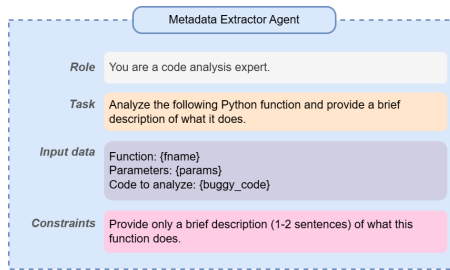 Metadata Extractor Agent
Role
You are a code analysis expert.
Task
Analyze the following Python function and provide a brief
description of what it does.
Input data
Function: {fname}
Parameters: {params}
Code to analyze: {buggy_code}
Constraints
Provide only a brief description (1-2 sentences) of what this
function does.